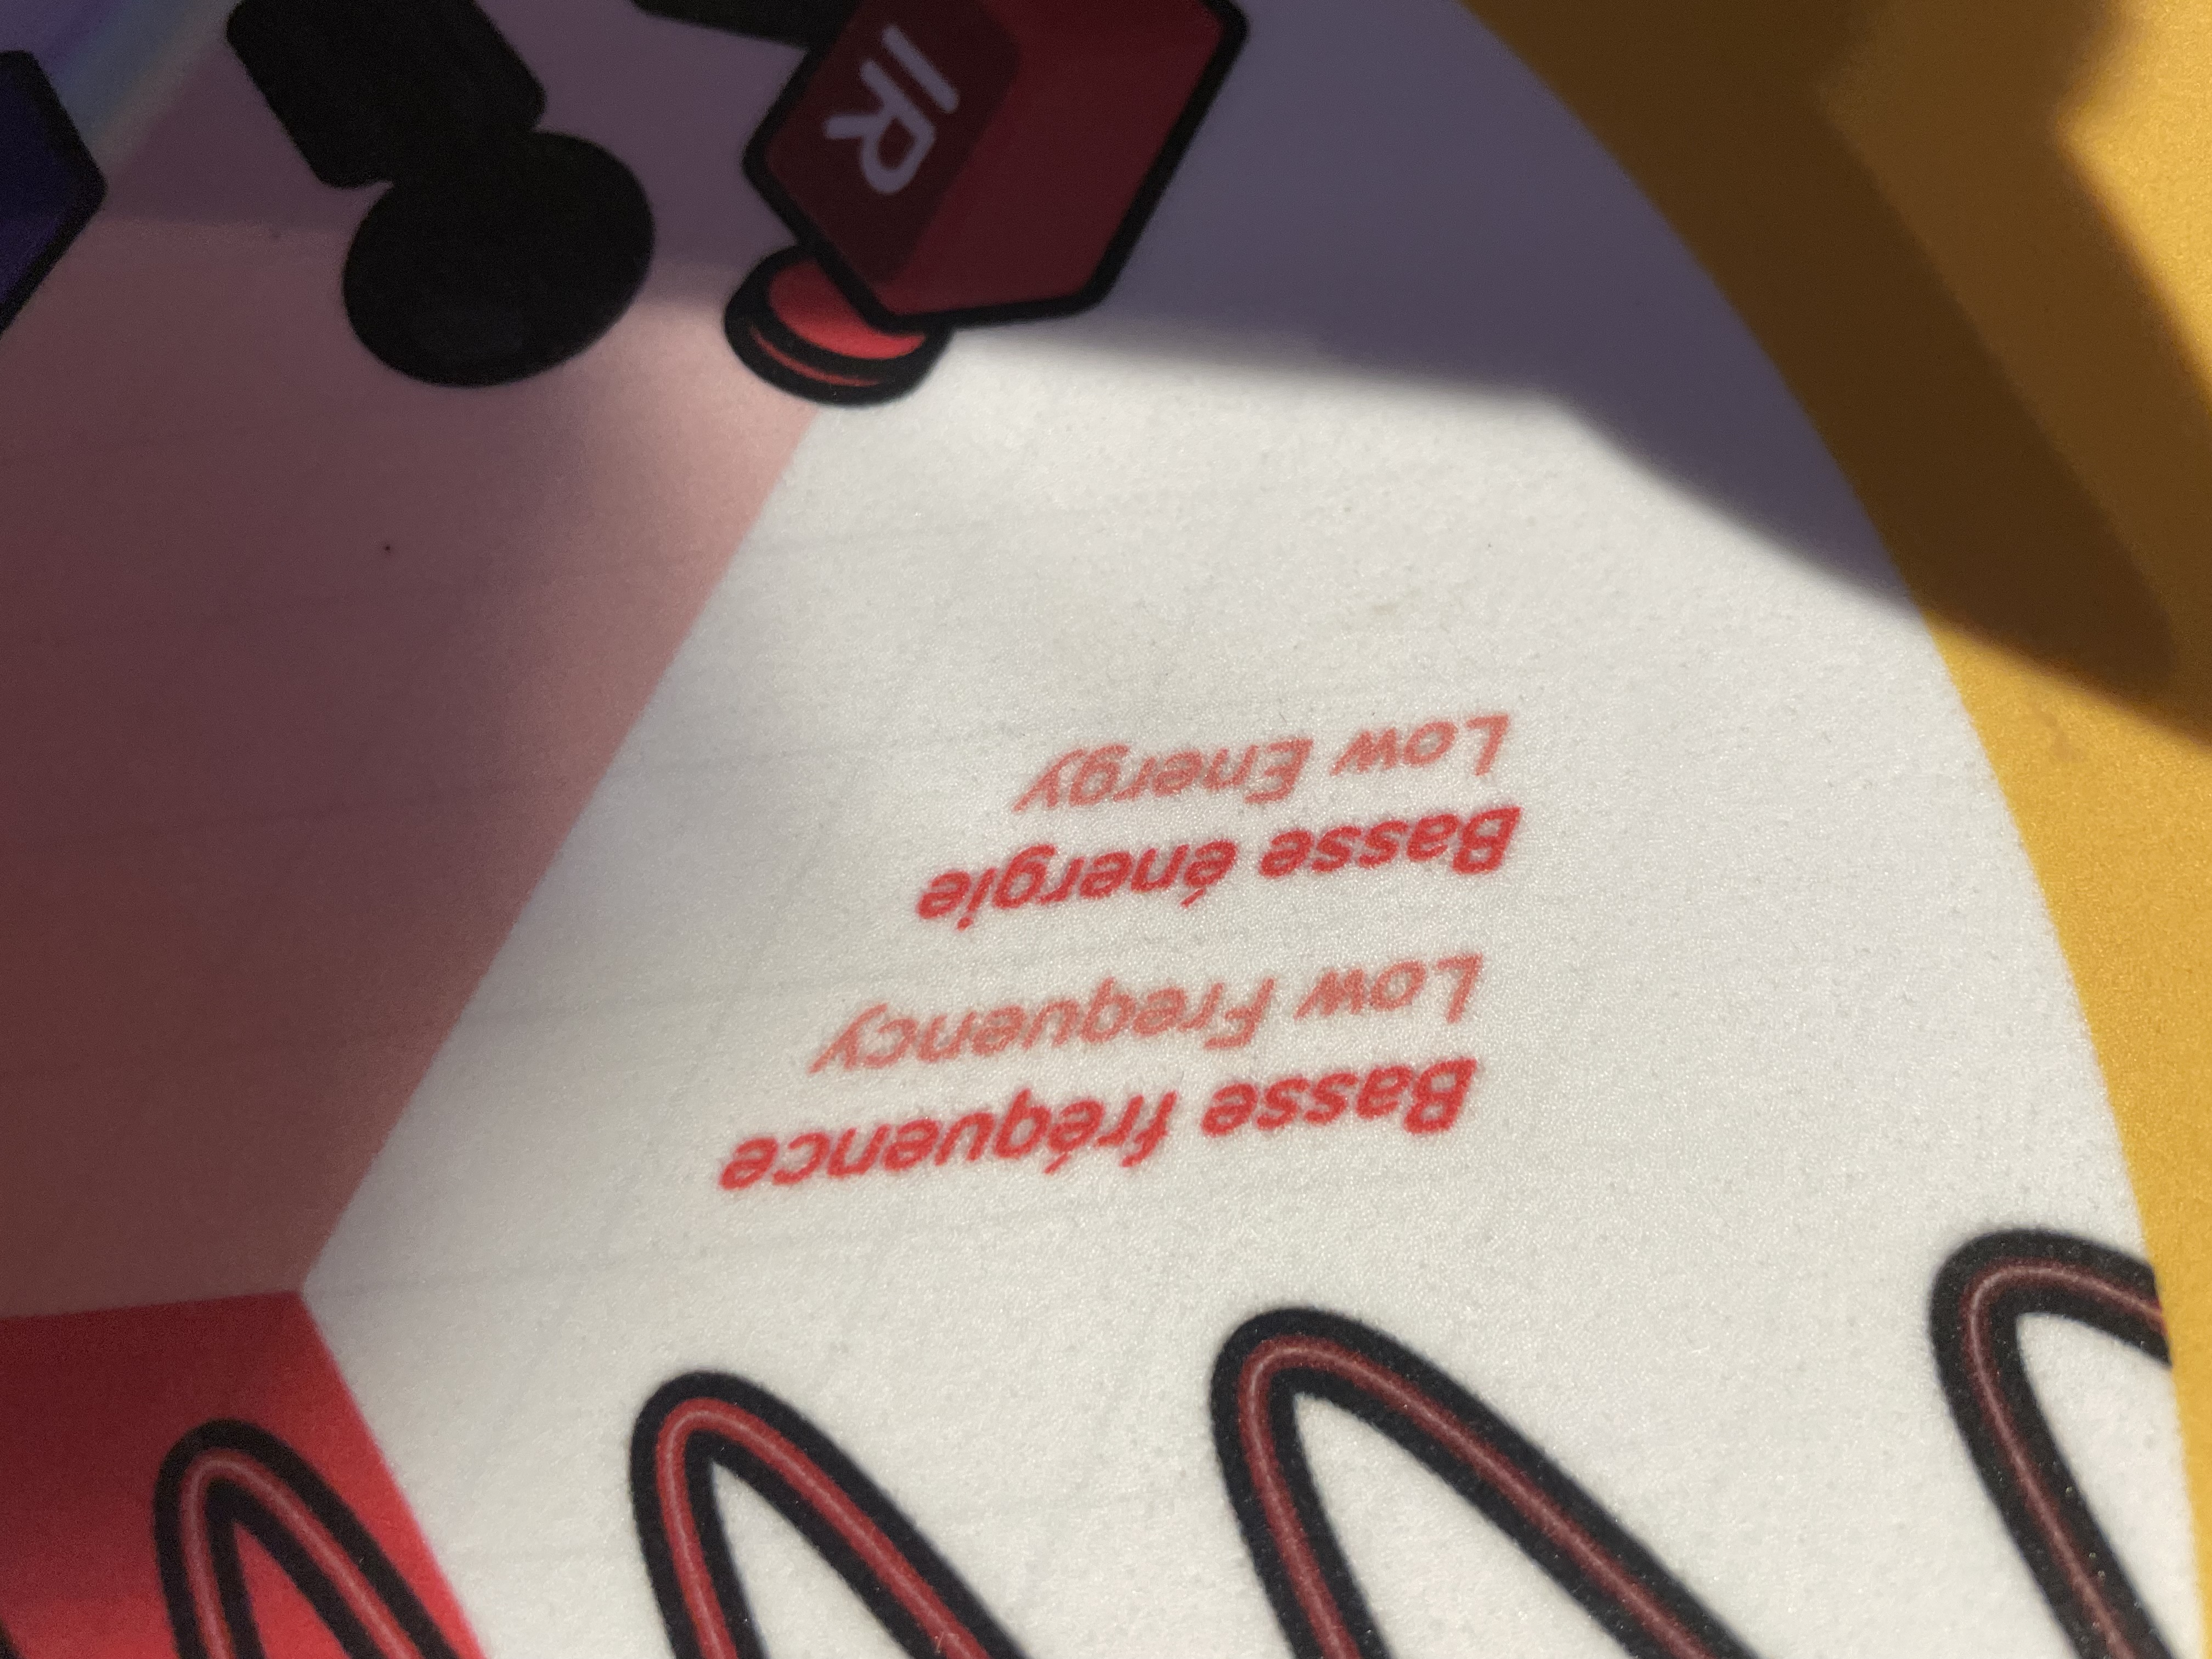 Basse fréquence
Low Frequency
Basse énergie
Low Energy
IR